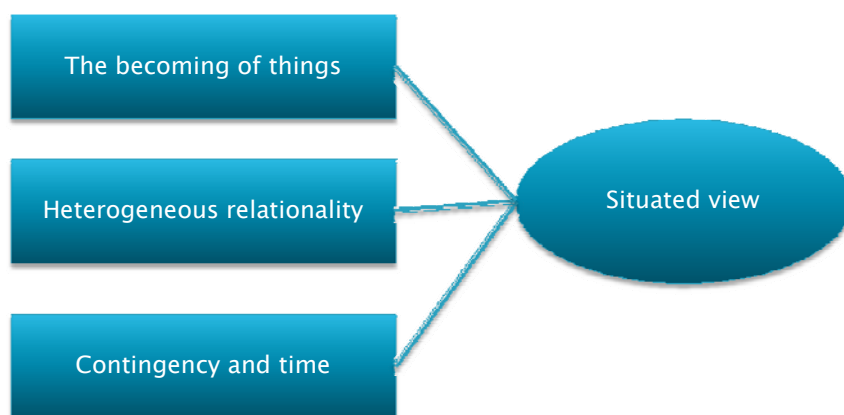 The becoming of things
Heterogeneous relationality
Situated view
Contingency and time